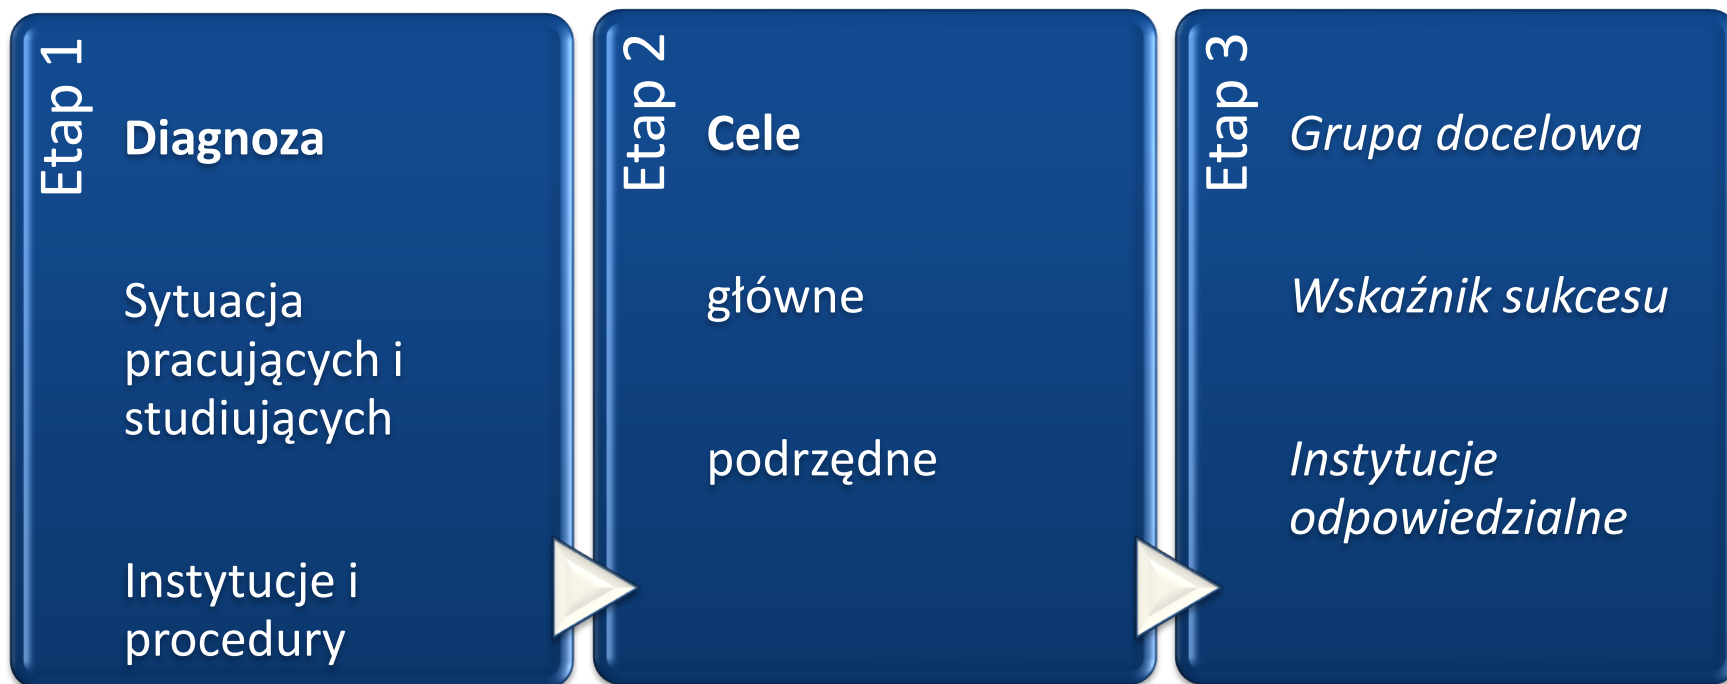 Etap 1
Diagnoza
Sytuacja
pracujących i
studiujących
Instytucje i
procedury
Etap 2
Cele
główne
podrzędne
Etap 3
Grupa docelowa
Wskaźnik sukcesu
Instytucje
odpowiedzialne